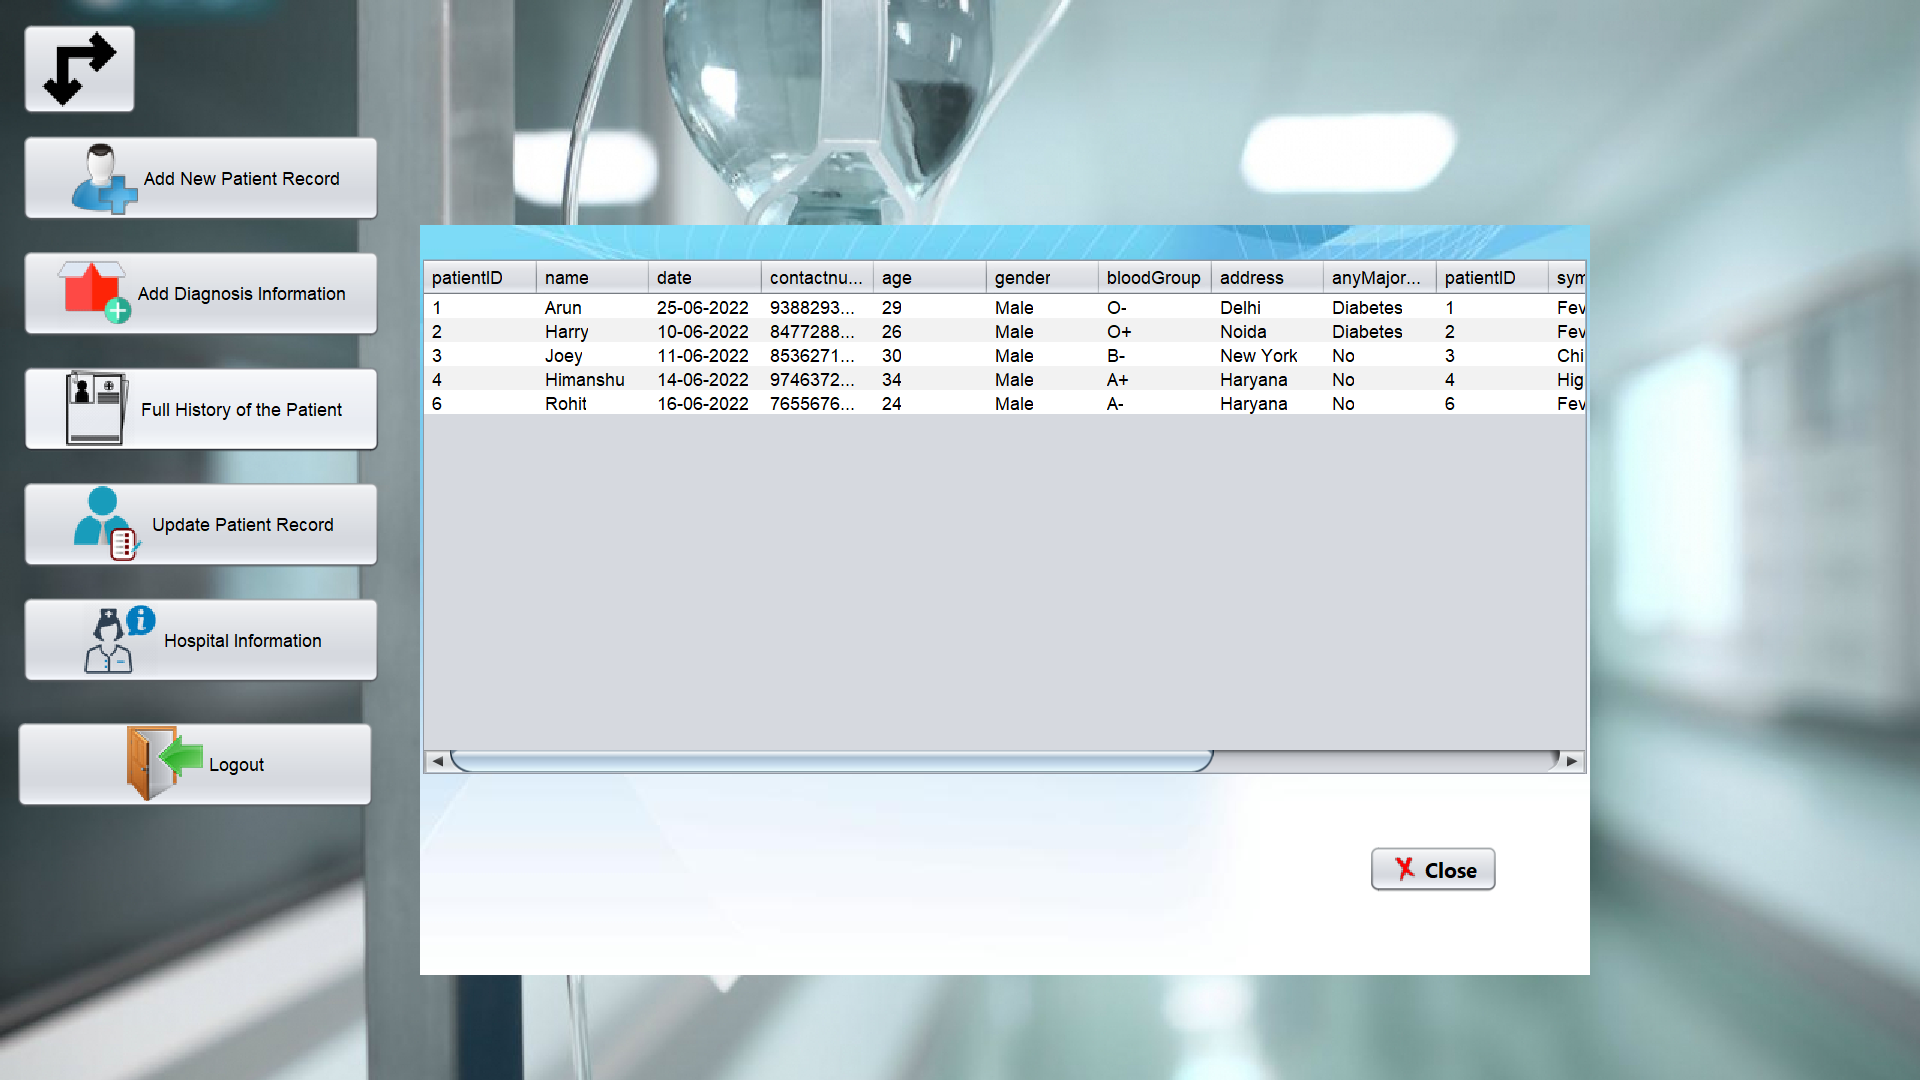 Add New Patient Record
Add Diagnosis Information
Full History of the Patient
Update Patient Record
Hospital Information
Logout
patientID name date contactnu... age gender bloodGroup address anyMajor... patientID sym
1 Arun 25-06-2022 9388293... 29 Male O- Delhi Diabetes 1 Fev
2 Harry 10-06-2022 8477288... 26 Male O+ Noida Diabetes 2 Fev
3 Joey 11-06-2022 8536271... 30 Male B- New York No 3 Chi
4 Himanshu 14-06-2022 9746372... 34 Male A+ Haryana No 4 Hig
6 Rohit 16-06-2022 7655676... 24 Male A- Haryana No 6 Fev
Close